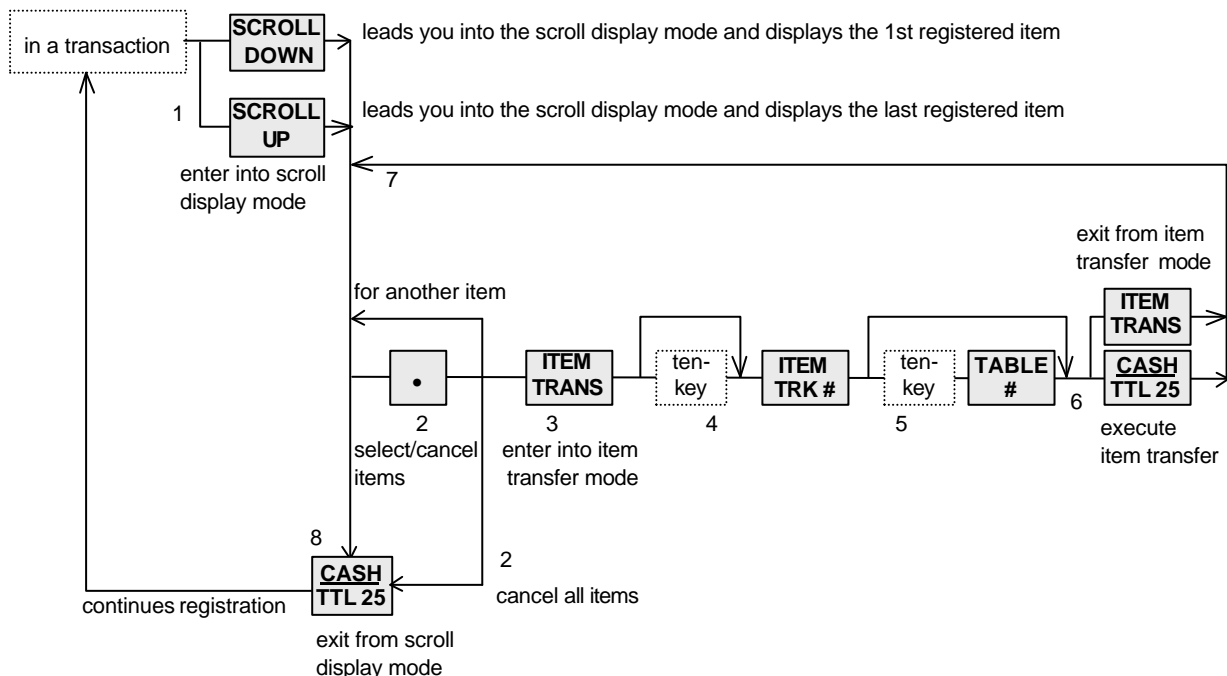 in a transaction
SCROLL
DOWN
leads you into the scroll display mode and displays the 1st registered item
1
SCROLL
UP
leads you into the scroll display mode and displays the last registered item
enter into scroll
display mode
7
exit from item
transfer mode
for another item
ITEM
TRANS
•
ITEM
TRANS
ten-
key
ITEM
TRK #
ten-
key
TABLE
#
CASH
TTL 25
2
3
4
5
6
select/cancel
items
enter into item
transfer mode
execute
item transfer
8
CASH
TTL 25
2
cancel all items
continues registration
exit from scroll
display mode